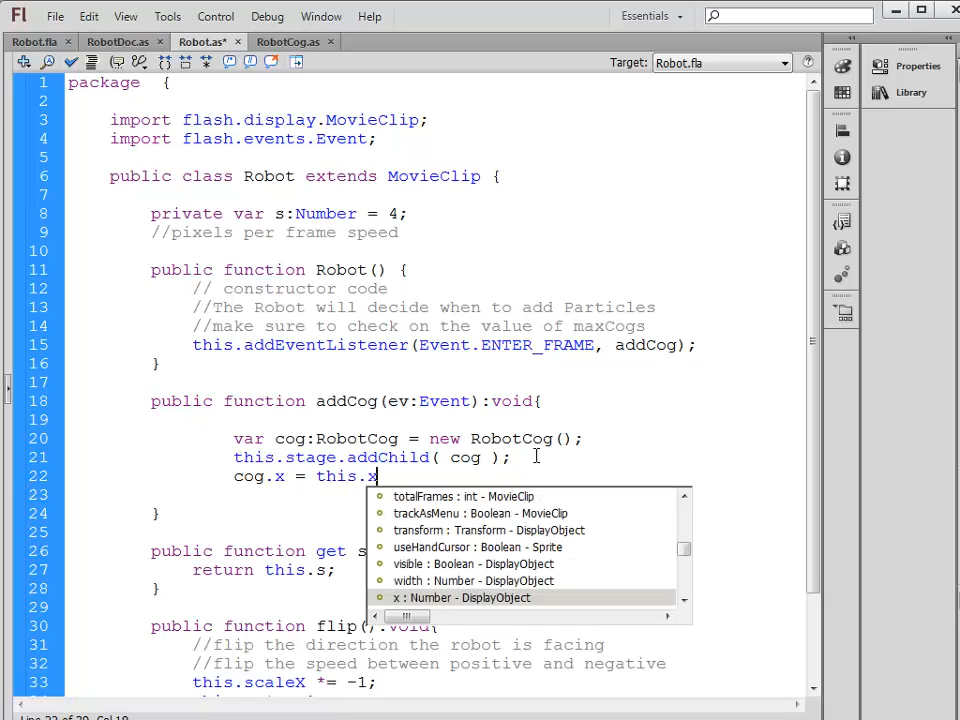 Fl File Edit View Tools Control Debug Window Help Essentials
Robot.fla × RobotDoc.as × Robot.as* × RobotCog.as ×
Target: Robot.fla
Properties
Library
1 package {
2
3 import flash.display.MovieClip;
4 import flash.events.Event;
5
6 public class Robot extends MovieClip {
7
8 private var s:Number = 4;
9 //pixels per frame speed
10
11 public function Robot() {
12 // constructor code
13 //The Robot will decide when to add Particles
14 //make sure to check on the value of maxCogs
15 this.addEventListener(Event.ENTER_FRAME, addCog);
16 }
17
18 public function addCog(ev:Event):void{
19
20 var cog:RobotCog = new RobotCog();
21 this.stage.addChild( cog );
22 cog.x = this.x
23
24 }
25
26 public function get s
27 return this.s;
28 }
29
30 public function flip():void{
31 //flip the direction the robot is facing
32 //flip the speed between positive and negative
33 this.scaleX *= -1;
totalFrames : int - MovieClip
trackAsMenu : Boolean - MovieClip
transform : Transform - DisplayObject
useHandCursor : Boolean - Sprite
visible : Boolean - DisplayObject
width : Number - DisplayObject
x : Number - DisplayObject